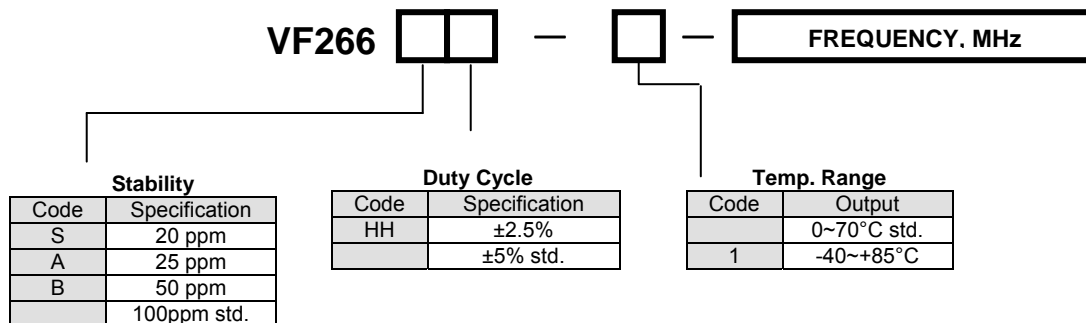 VF266 — — FREQUENCY, MHz
Stability
Code Specification
S 20 ppm
A 25 ppm
B 50 ppm
100ppm std.
Duty Cycle
Code Specification
HH ±2.5%
±5% std.
Temp. Range
Code Output
0~70°C std.
1 -40~+85°C